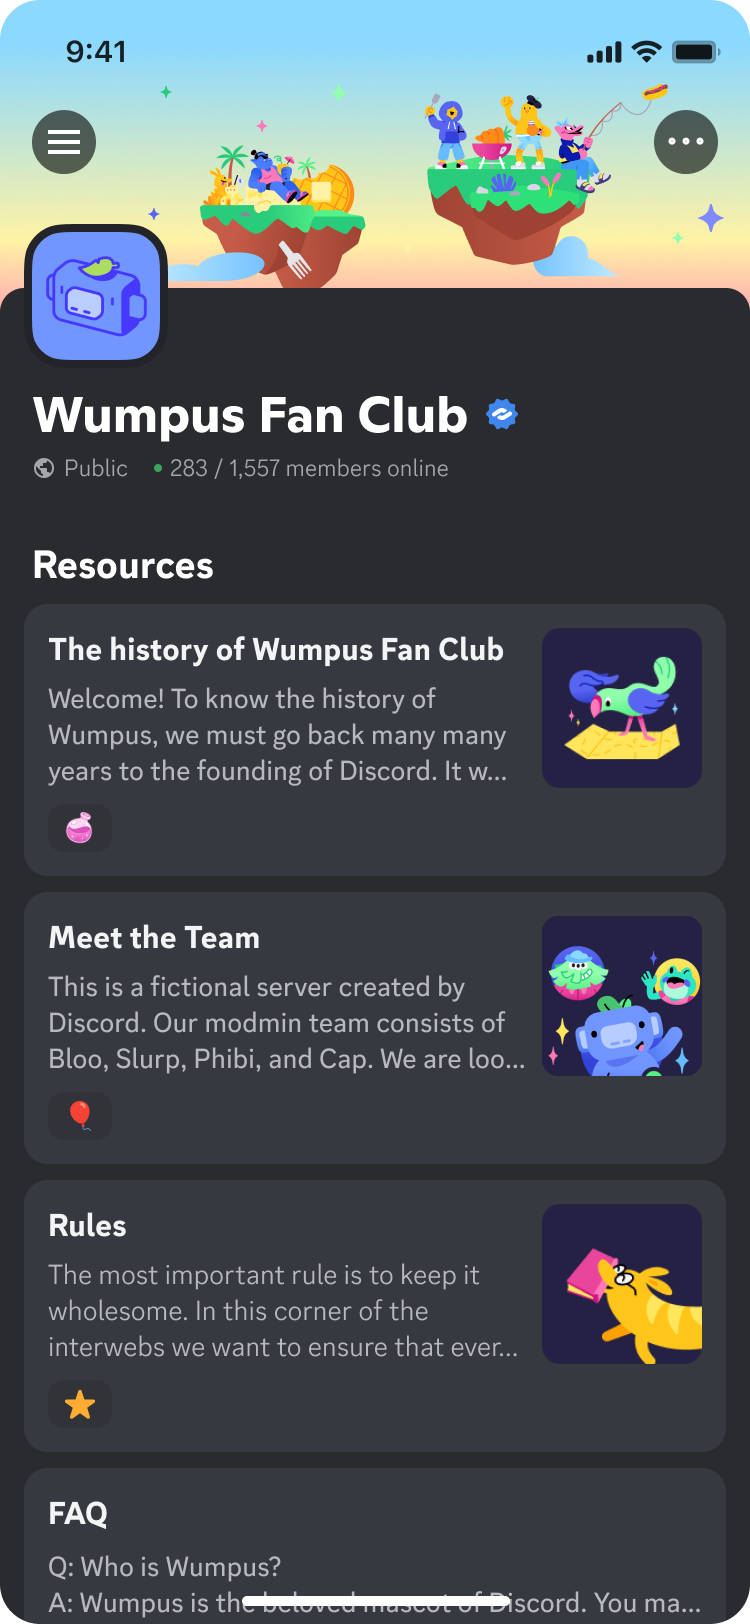 9:41
Wumpus Fan Club
Public
283 / 1,557 members online
Resources
The history of Wumpus Fan Club
Welcome! To know the history of
Wumpus, we must go back many many
years to the founding of Discord. It w...
Meet the Team
This is a fictional server created by
Discord. Our modmin team consists of
Bloo, Slurp, Phibi, and Cap. We are loo...
Rules
The most important rule is to keep it
wholesome. In this corner of the
interwebs we want to ensure that ever...
FAQ
Q: Who is Wumpus?
A: Wumpus is the beloved mascot of Discord. You ma...